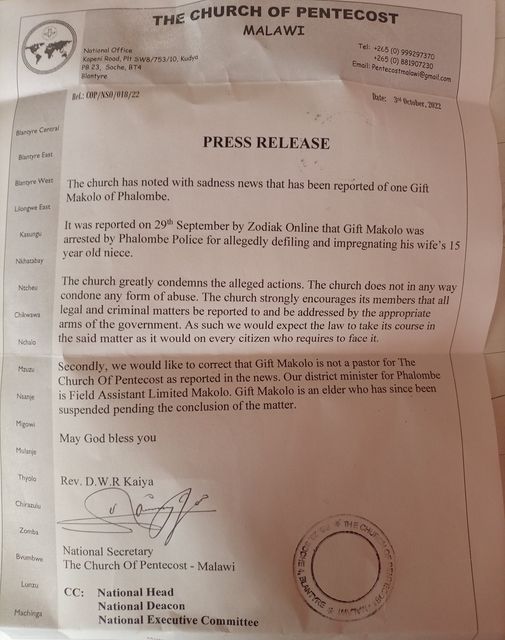 THE CHURCH OF PENTECOST
MALAWI
National Office
Kapeni Road, Plt SW8/753/10, Kudya
PB 23, Soche, BT4
Blantyre
Tel: +265 (0) 999297370
+265 (0) 881907230
Email: Pentecostmalawi@gmail.com
Ref.: COP/NSO/018/22
Date: 3rd October, 2022
PRESS RELEASE
The church has noted with sadness news that has been reported of one Gift
Makolo of Phalombe.
It was reported on 29th September by Zodiak Online that Gift Makolo was
arrested by Phalombe Police for allegedly defiling and impregnating his wife's 15
year old niece.
The church greatly condemns the alleged actions. The church does not in any way
condone any form of abuse. The church strongly encourages its members that all
legal and criminal matters be reported to and be addressed by the appropriate
arms of the government. As such we would expect the law to take its course in
the said matter as it would on every citizen who requires to face it.
Secondly, we would like to correct that Gift Makolo is not a pastor for The
Church Of Pentecost as reported in the news. Our district minister for Phalombe
is Field Assistant Limited Makolo. Gift Makolo is an elder who has since been
suspended pending the conclusion of the matter.
May God bless you
Rev. D.W.R Kaiya
National Secretary
The Church Of Pentecost - Malawi
CC: National Head
National Deacon
National Executive Committee
Blantyre Central
Blantyre East
Blantyre West
Lilongwe East
Kasungu
Nkhatabay
Ntcheu
Chikwawa
Nchalo
Mzuzu
Nsanje
Migowi
Mulanje
Thyolo
Chirazulu
Zomba
Bvumbwe
Lunzu
Machinga
THE CHURCH OF PENTECOST
MALAWI
BLANTYRE